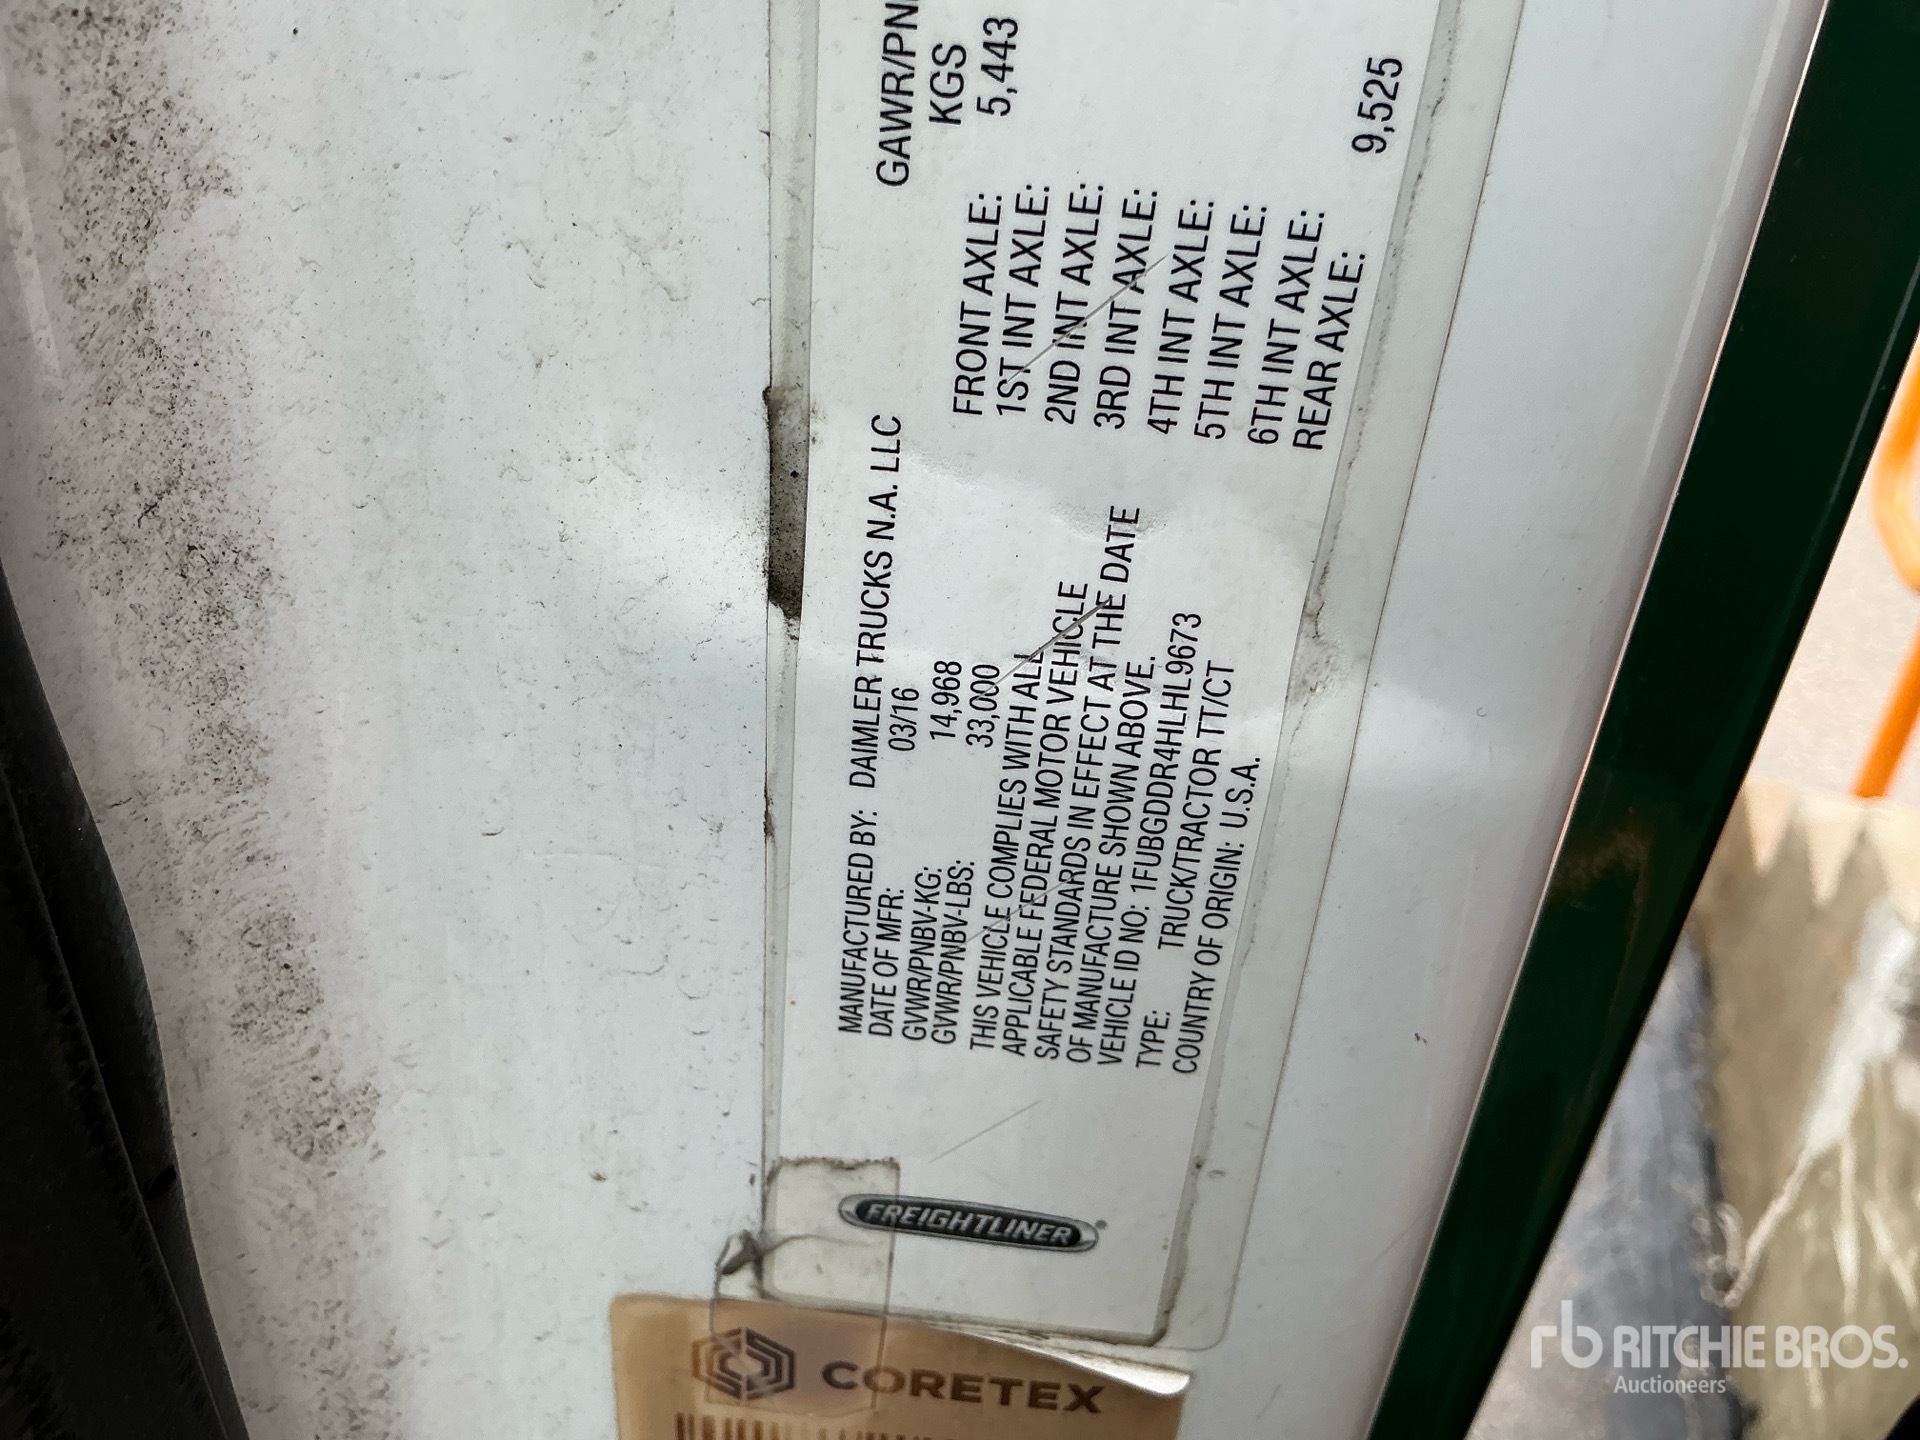 FREIGHTLINER
MANUFACTURED BY: DAIMLER TRUCKS N.A. LLC
DATE OF MFR: 03/16
GVWR/PNBV-KG: 14,968
GVWR/PNBV-LBS: 33,000
THIS VEHICLE COMPLIES WITH ALL
APPLICABLE FEDERAL MOTOR VEHICLE
SAFETY STANDARDS IN EFFECT AT THE DATE
OF MANUFACTURE SHOWN ABOVE.
VEHICLE ID NO: 1FUBGDDR4HLHL9673
TYPE: TRUCK/TRACTOR TT/CT
COUNTRY OF ORIGIN: U.S.A.
GAWR/PN
KGS
FRONT AXLE: 5,443
1ST INT AXLE:
2ND INT AXLE:
3RD INT AXLE:
4TH INT AXLE:
5TH INT AXLE:
6TH INT AXLE:
REAR AXLE: 9,525
CORETEX
rb RITCHIE BROS.
Auctioneers